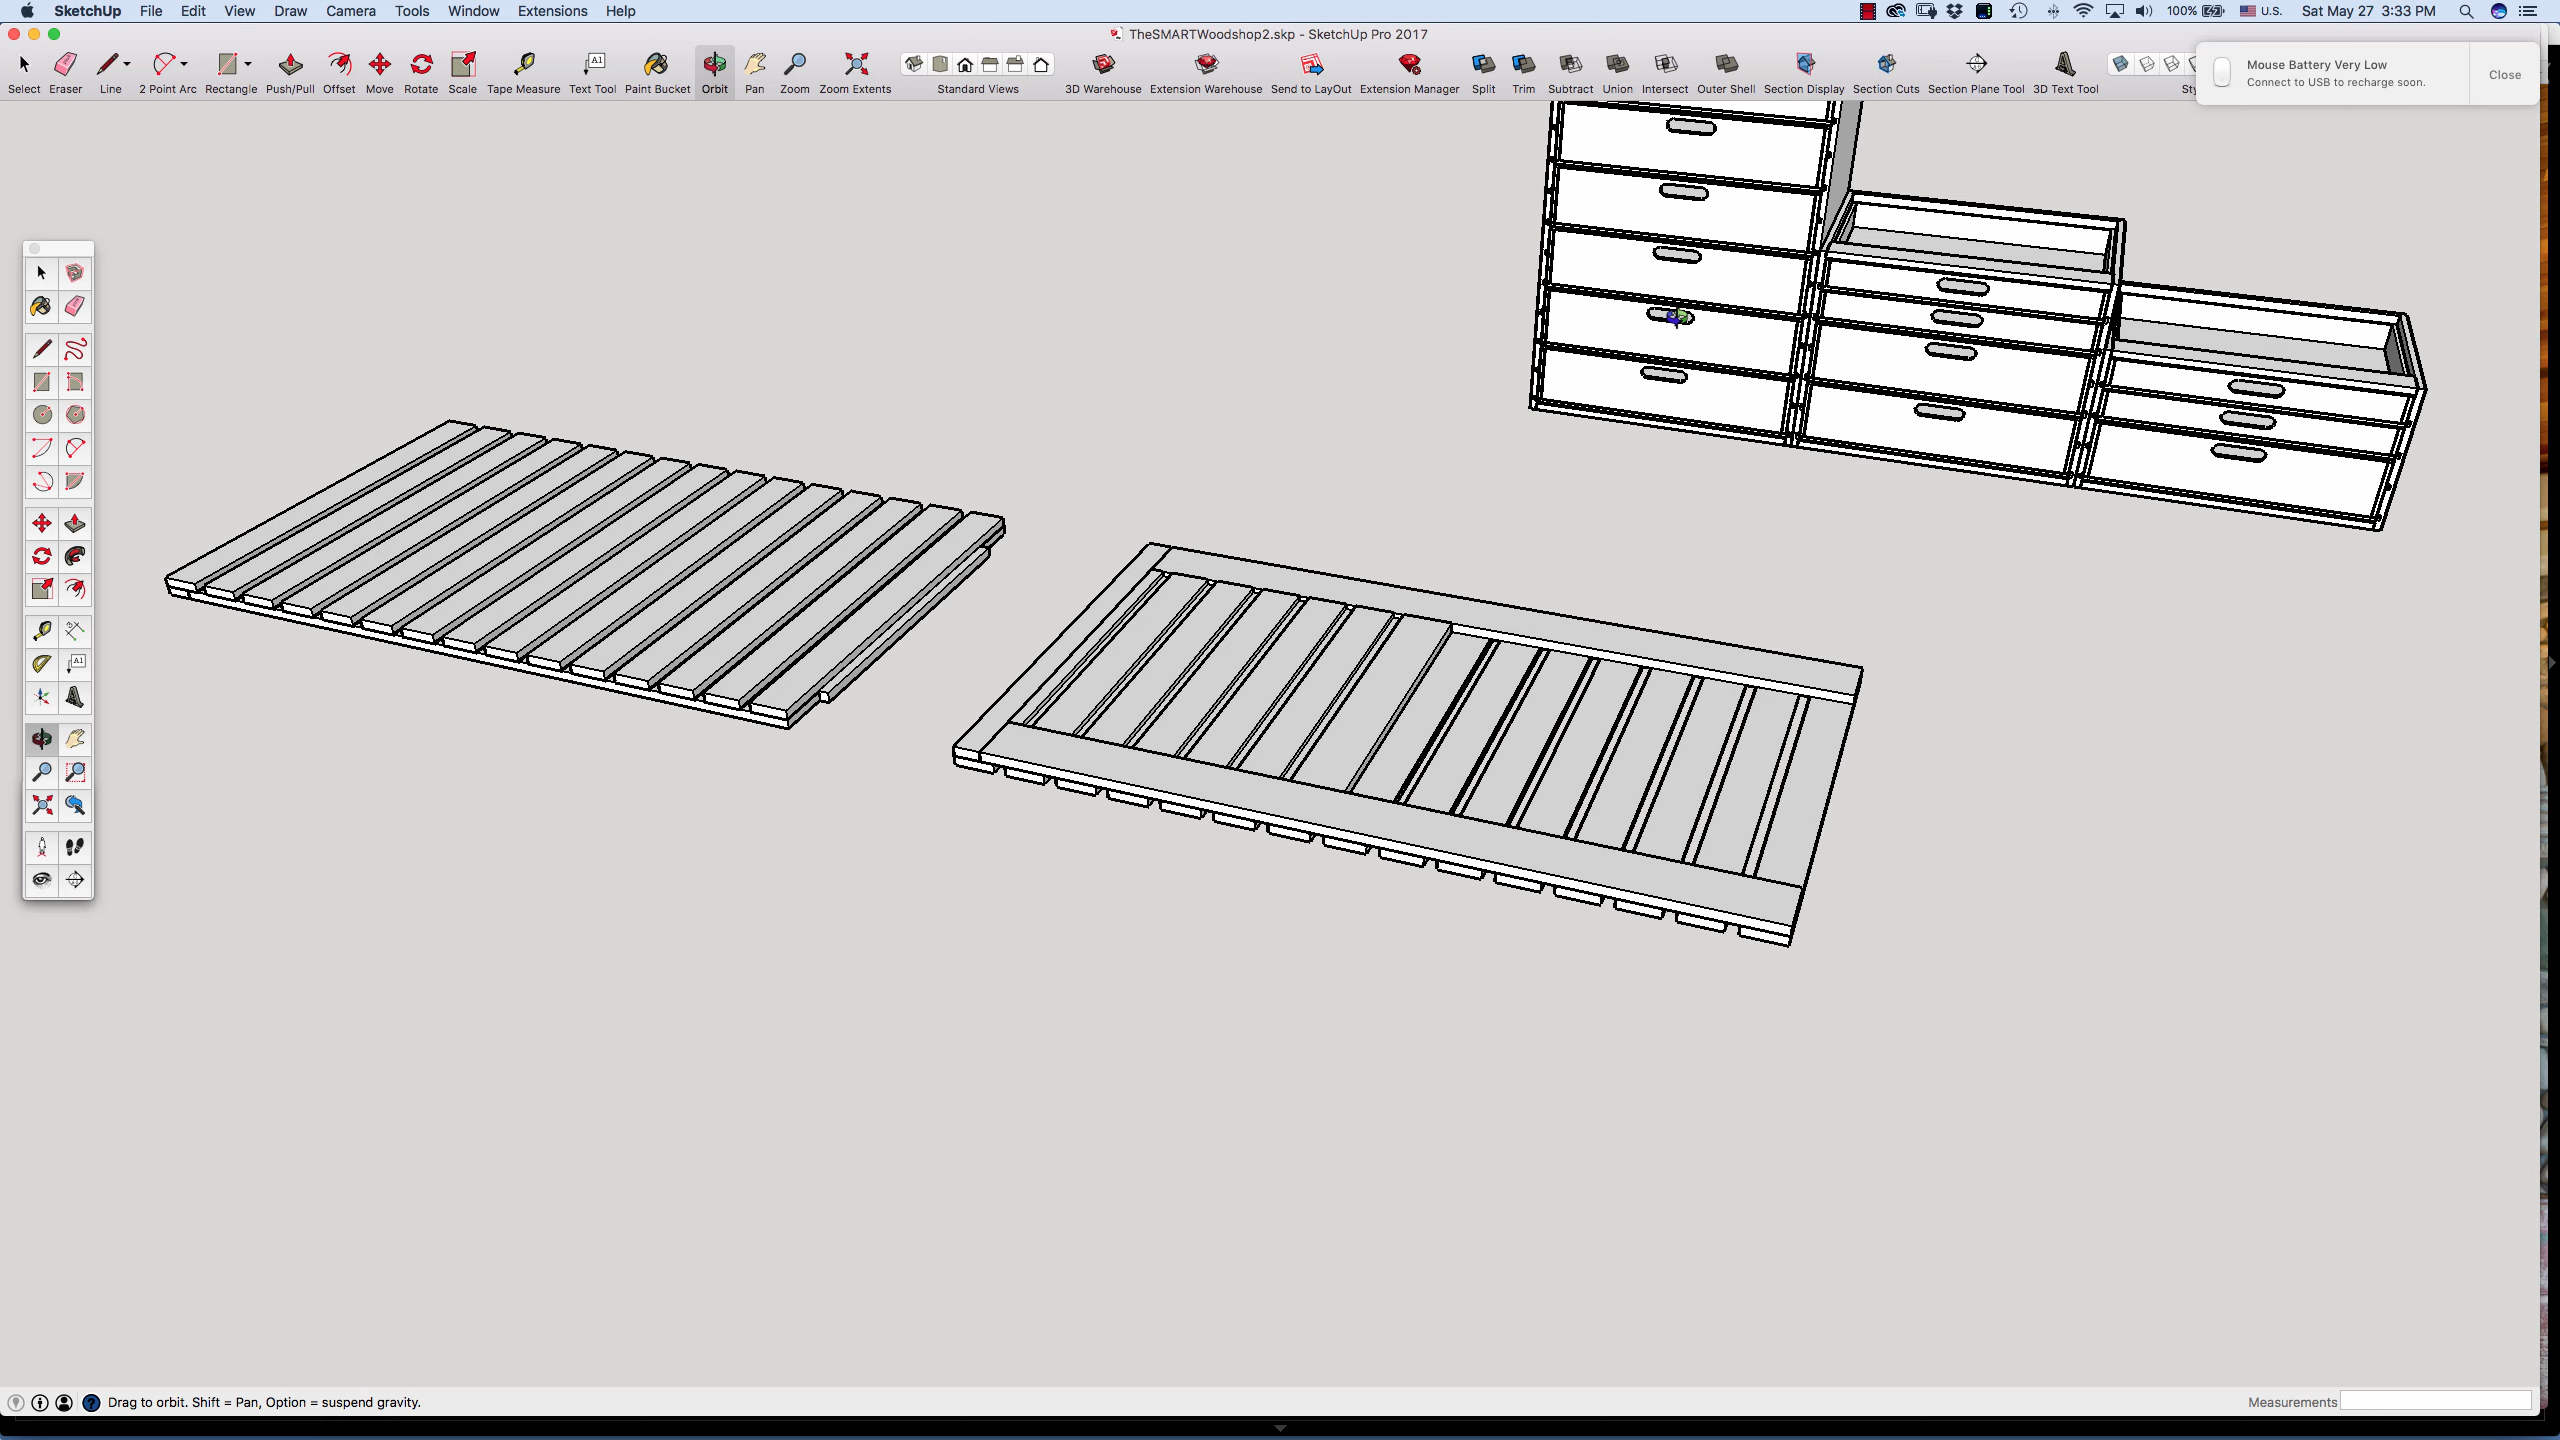 SketchUp File Edit View Draw Camera Tools Window Extensions Help
100% U.S. Sat May 27 3:33 PM
TheSMARTWoodshop2.skp - SketchUp Pro 2017
A1
Select Eraser Line 2 Point Arc Rectangle Push/Pull Offset Move Rotate Scale Tape Measure Text Tool Paint Bucket Orbit Pan Zoom Zoom Extents Standard Views 3D Warehouse Extension Warehouse Send to LayOut Extension Manager Split Trim Subtract Union Intersect Outer Shell Section Display Section Cuts Section Plane Tool 3D Text Tool Sty
Mouse Battery Very Low
Connect to USB to recharge soon.
Close
A1
Drag to orbit. Shift = Pan, Option = suspend gravity.
Measurements